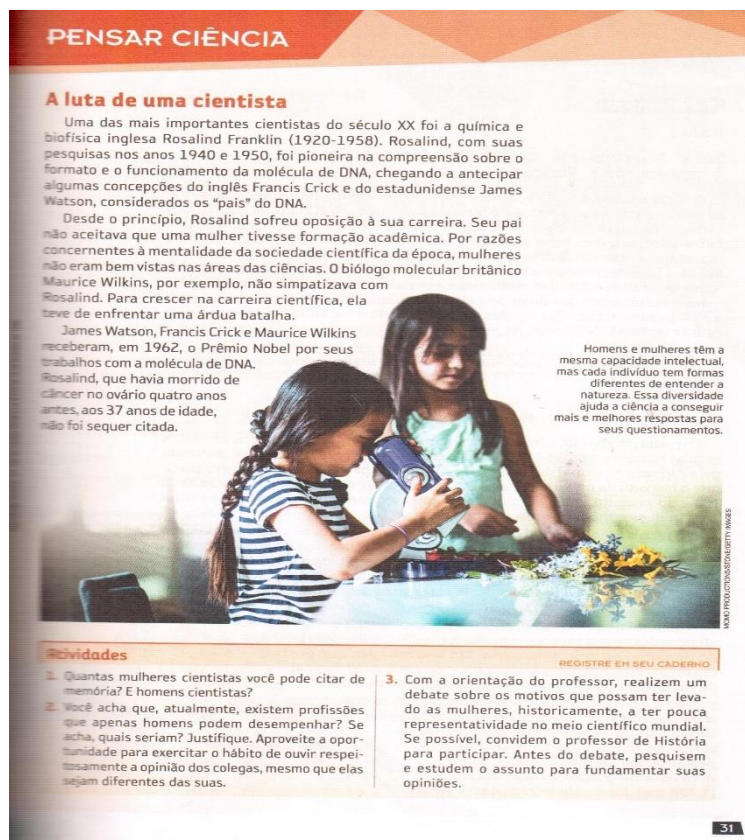 PENSAR CIÊNCIA
A luta de uma cientista
Uma das mais importantes cientistas do século XX foi a química e
biofísica inglesa Rosalind Franklin (1920-1958). Rosalind, com suas
pesquisas nos anos 1940 e 1950, foi pioneira na compreensão sobre o
formato e o funcionamento da molécula de DNA, chegando a antecipar
algumas concepções do inglês Francis Crick e do estadunidense James
Watson, considerados os “pais” do DNA.
Desde o princípio, Rosalind sofreu oposição à sua carreira. Seu pai
não aceitava que uma mulher tivesse formação acadêmica. Por razões
concernentes à mentalidade da sociedade científica da época, mulheres
não eram bem vistas nas áreas das ciências. O biólogo molecular britânico
Maurice Wilkins, por exemplo, não simpatizava com
Rosalind. Para crescer na carreira científica, ela
teve de enfrentar uma árdua batalha.
James Watson, Francis Crick e Maurice Wilkins
receberam, em 1962, o Prêmio Nobel por seus
trabalhos com a molécula de DNA.
Rosalind, que havia morrido de
câncer no ovário quatro anos
antes, aos 37 anos de idade,
não foi sequer citada.
Homens e mulheres têm a
mesma capacidade intelectual,
mas cada indivíduo tem formas
diferentes de entender a
natureza. Essa diversidade
ajuda a ciência a conseguir
mais e melhores respostas para
seus questionamentos.
MOMO PRODUCTIONS/STONE/GETTY IMAGES
Atividades
REGISTRE EM SEU CADERNO
1. Quantas mulheres cientistas você pode citar de
memória? E homens cientistas?
2. Você acha que, atualmente, existem profissões
que apenas homens podem desempenhar? Se
acha, quais seriam? Justifique. Aproveite a opor-
tunidade para exercitar o hábito de ouvir respei-
tosamente a opinião dos colegas, mesmo que elas
sejam diferentes das suas.
3. Com a orientação do professor, realizem um
debate sobre os motivos que possam ter leva-
do as mulheres, historicamente, a ter pouca
representatividade no meio científico mundial.
Se possível, convidem o professor de História
para participar. Antes do debate, pesquisem
e estudem o assunto para fundamentar suas
opiniões.
31